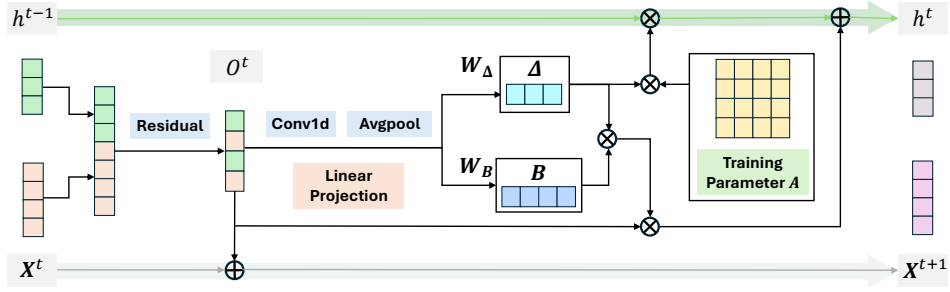 h^{t-1}
h^t
O^t
W_Δ
Δ
Residual
Conv1d
Avgpool
Linear
Projection
W_B
B
Training
Parameter A
X^t
X^{t+1}